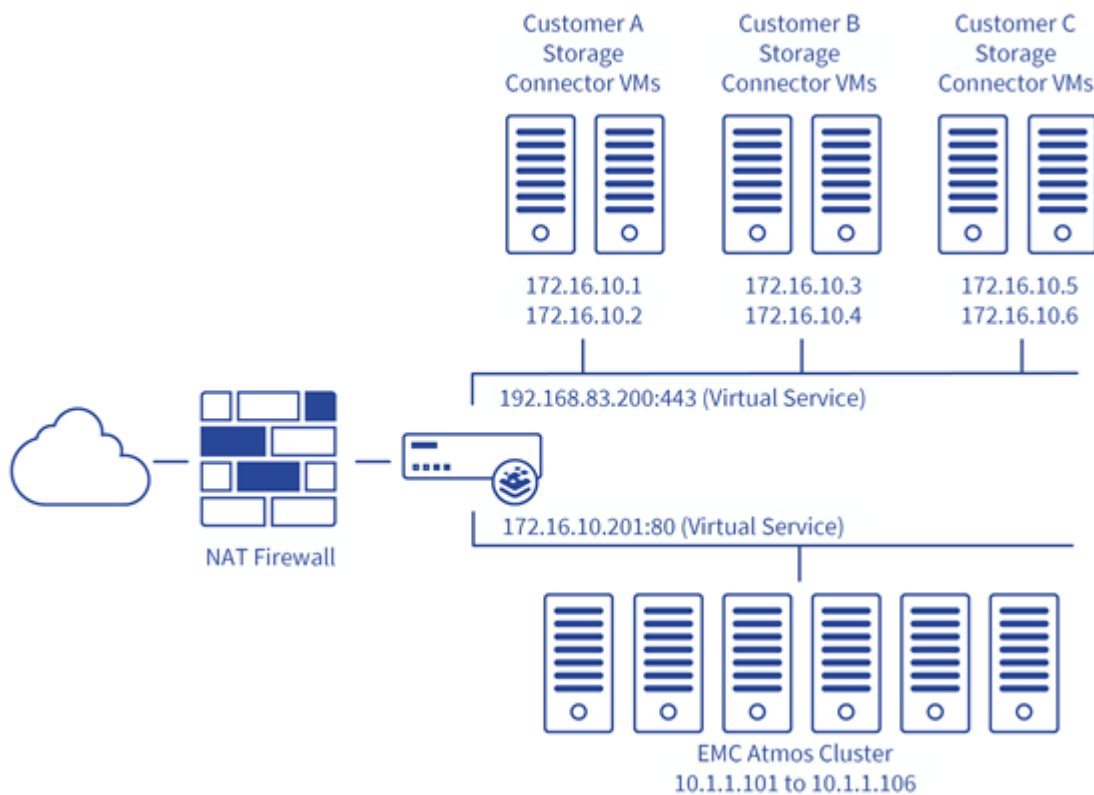 Customer A
Storage
Connector VMs
Customer B
Storage
Connector VMs
Customer C
Storage
Connector VMs
172.16.10.1
172.16.10.2
172.16.10.3
172.16.10.4
172.16.10.5
172.16.10.6
192.168.83.200:443 (Virtual Service)
NAT Firewall
172.16.10.201:80 (Virtual Service)
EMC Atmos Cluster
10.1.1.101 to 10.1.1.106